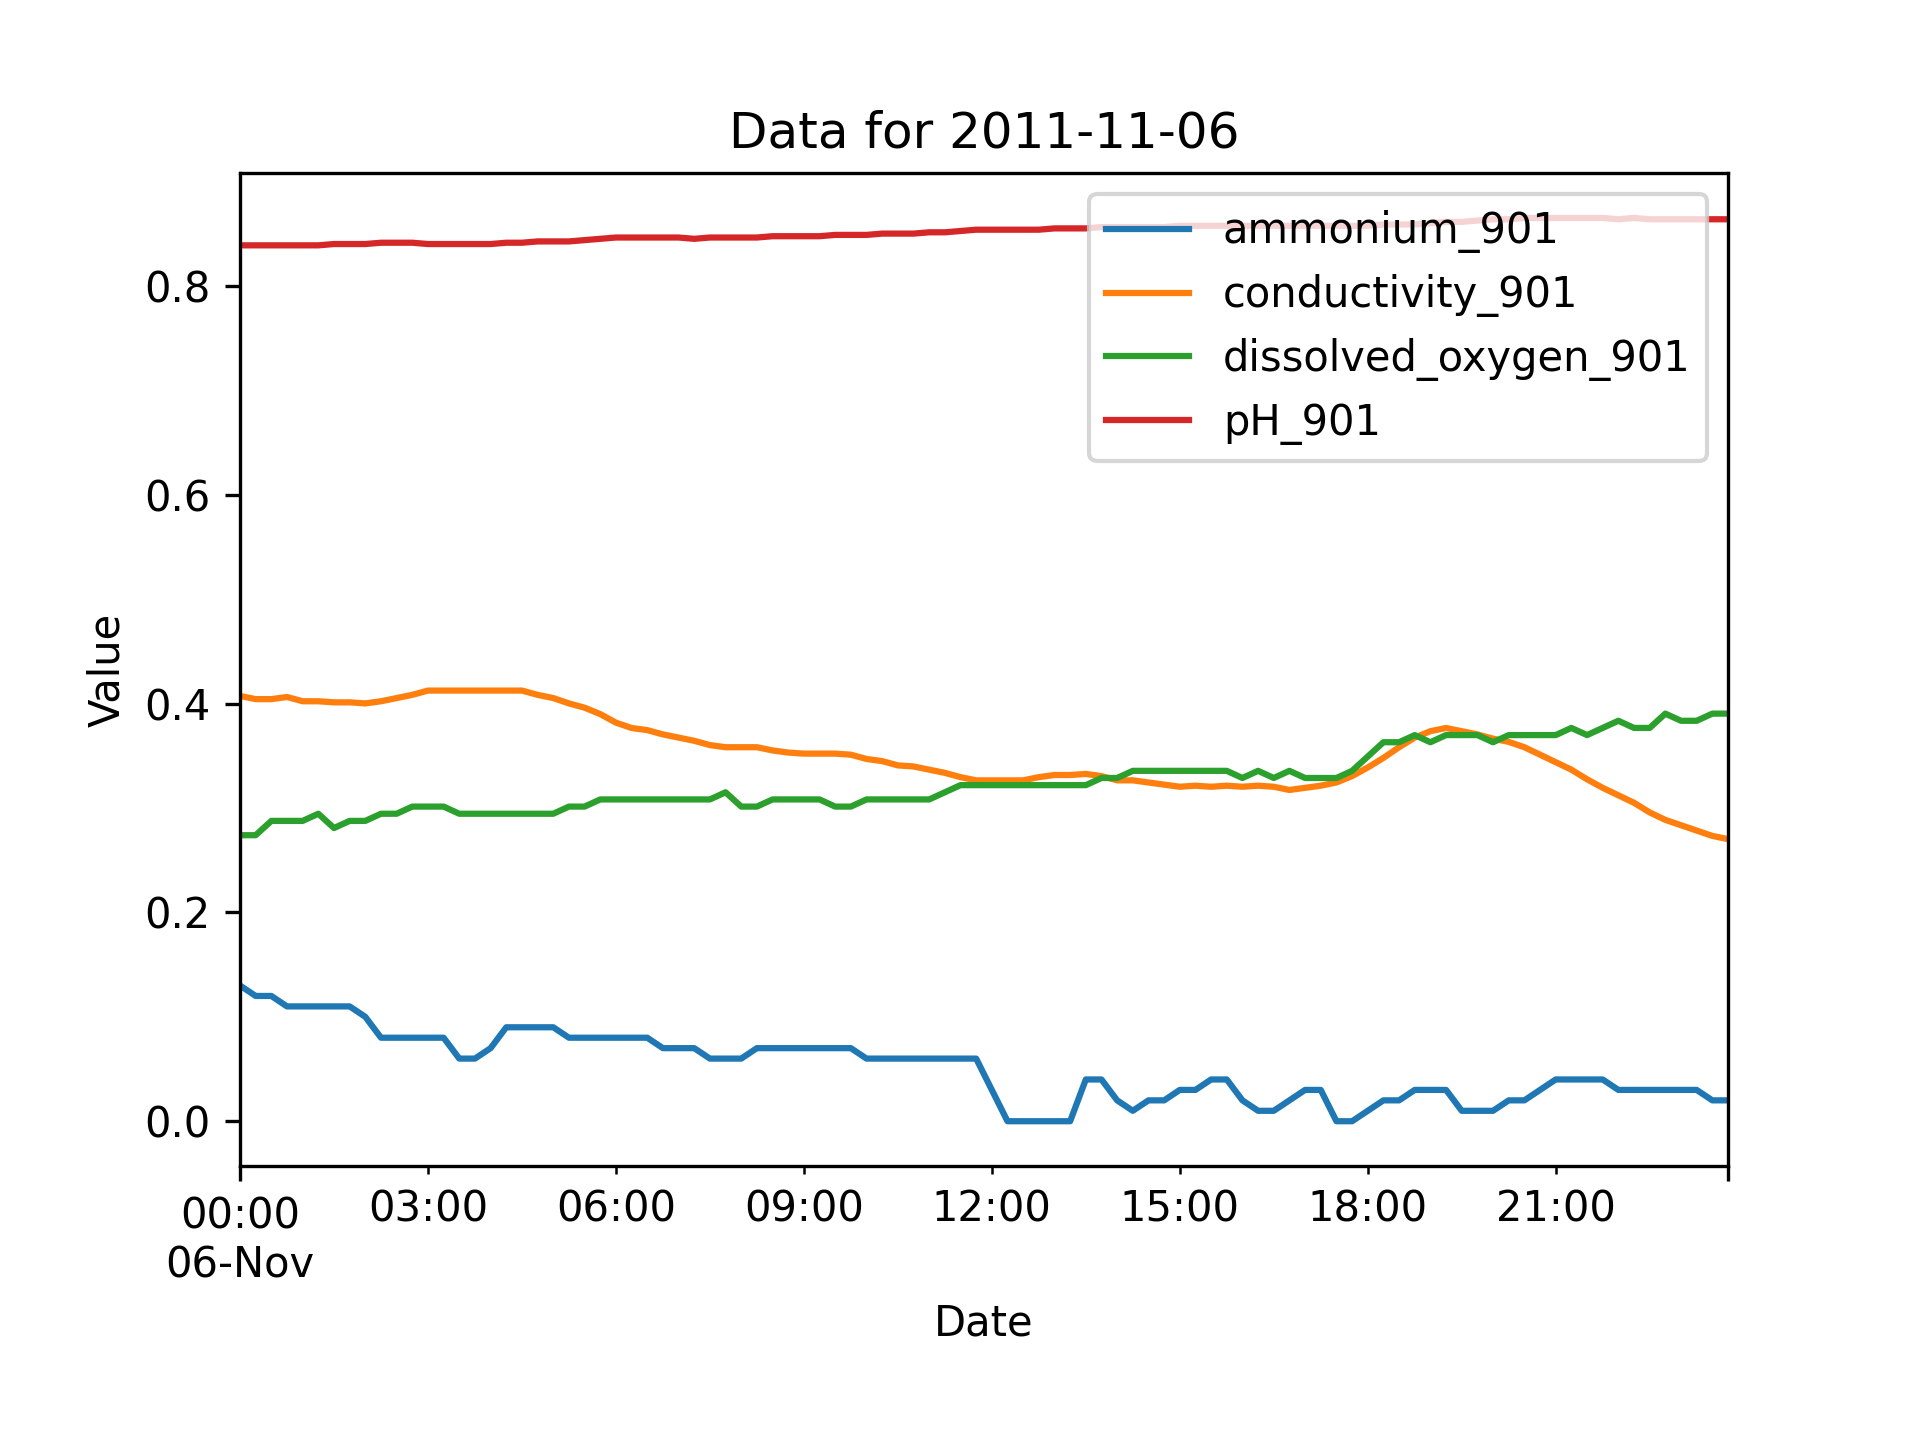 Data for 2011-11-06
ammonium_901
conductivity_901
dissolved_oxygen_901
pH_901
Value
0.8
0.6
0.4
0.2
0.0
00:00 03:00 06:00 09:00 12:00 15:00 18:00 21:00
06-Nov
Date